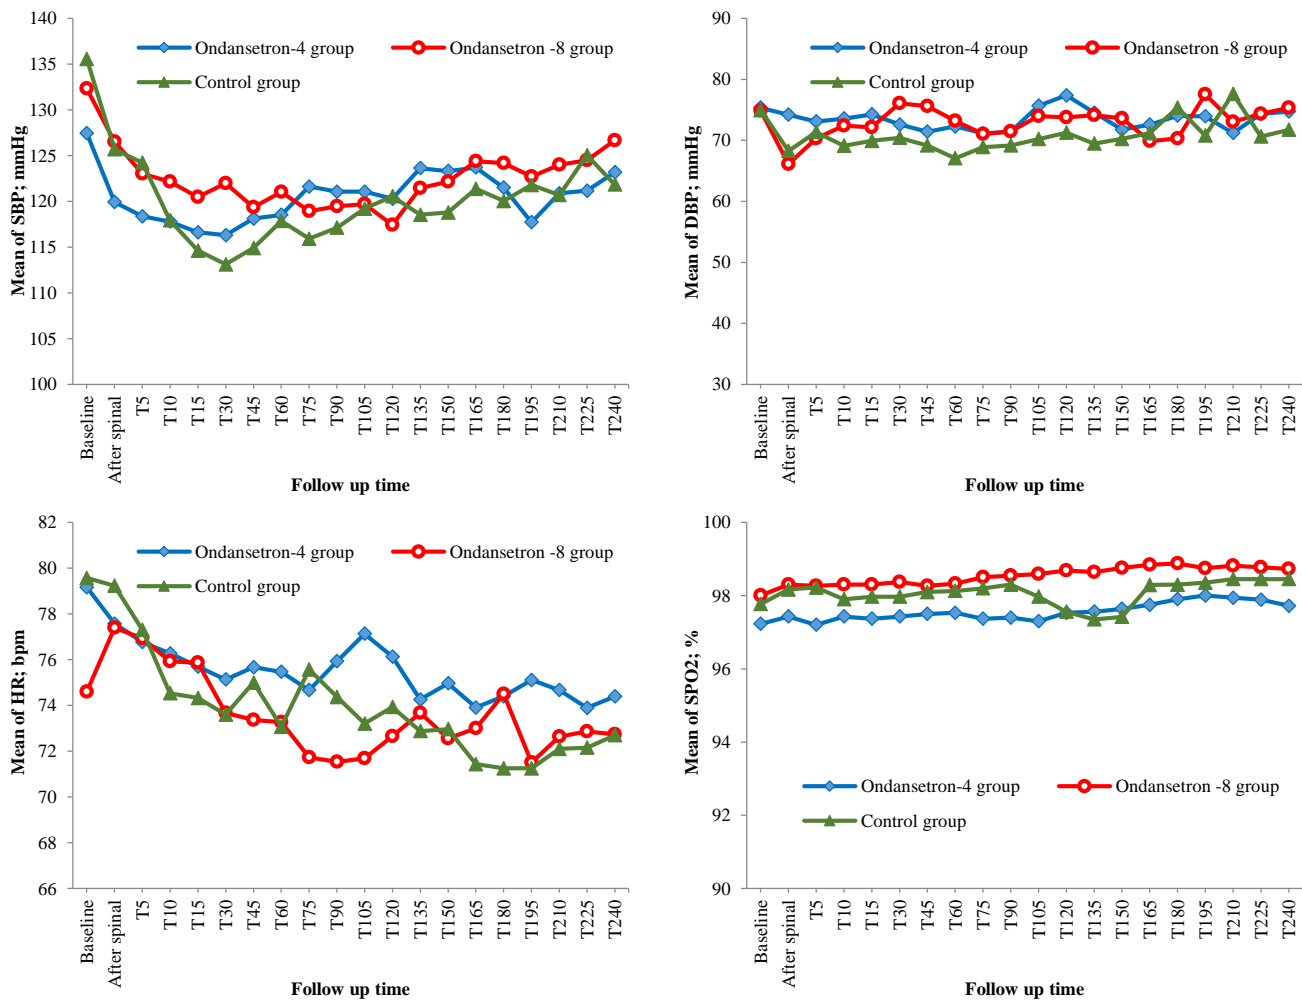 Mean of SBP; mmHg
140
135
130
125
120
115
110
105
100
Ondansetron-4 group
Ondansetron -8 group
Control group
Baseline
After spinal
T5
T10
T15
T30
T45
T60
T75
T90
T105
T120
T135
T150
T165
T180
T195
T210
T225
T240
Follow up time
Mean of DBP; mmHg
90
80
70
60
50
40
30
Ondansetron-4 group
Ondansetron -8 group
Control group
Baseline
After spinal
T5
T10
T15
T30
T45
T60
T75
T90
T105
T120
T135
T150
T165
T180
T195
T210
T225
T240
Follow up time
Mean of HR; bpm
82
80
78
76
74
72
70
68
66
Ondansetron-4 group
Ondansetron -8 group
Control group
Baseline
After spinal
T5
T10
T15
T30
T45
T60
T75
T90
T105
T120
T135
T150
T165
T180
T195
T210
T225
T240
Follow up time
Mean of SPO2; %
100
98
96
94
92
90
Ondansetron-4 group
Ondansetron -8 group
Control group
Baseline
After spinal
T5
T10
T15
T30
T45
T60
T75
T90
T105
T120
T135
T150
T165
T180
T195
T210
T225
T240
Follow up time